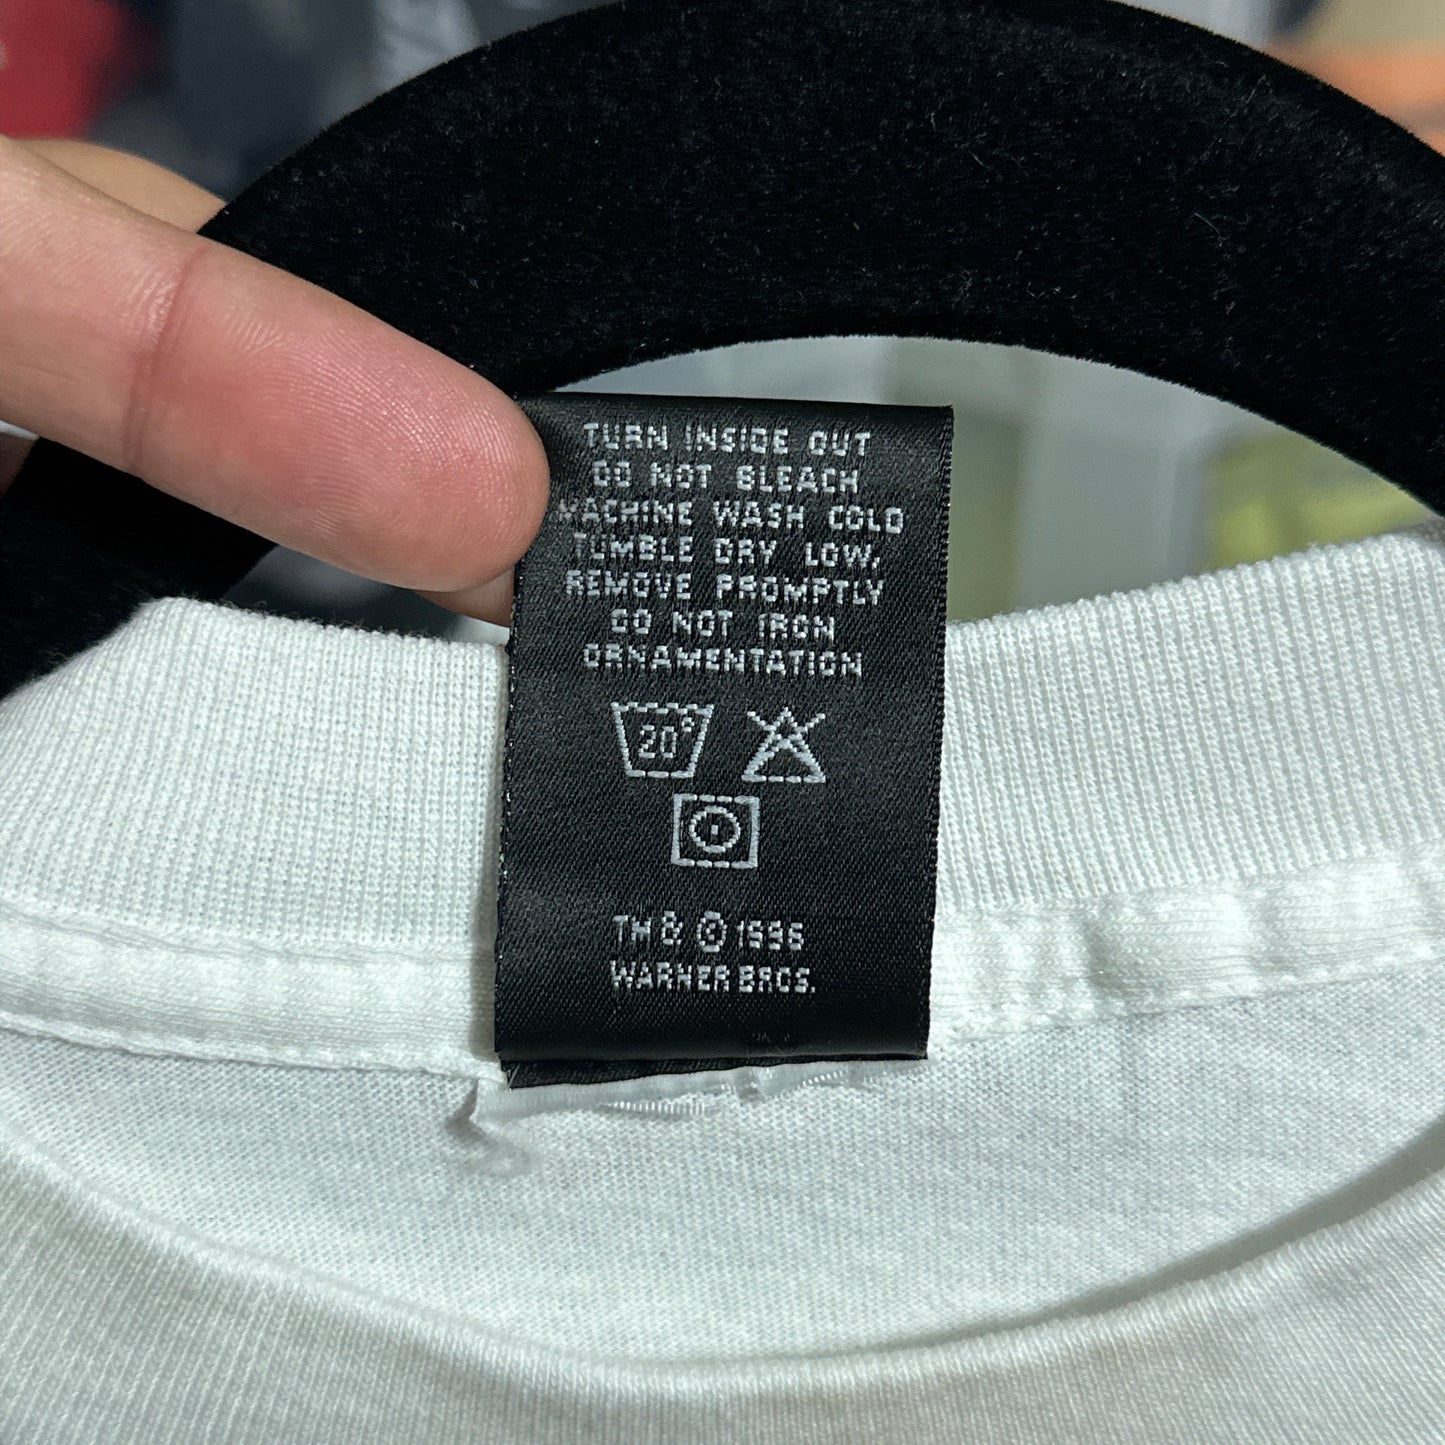 TURN INSIDE OUT
DO NOT BLEACH
MACHINE WASH COLD
TUMBLE DRY LOW,
REMOVE PROMPTLY
DO NOT IRON
ORNAMENTATION
20°
TM & © 1996
WARNER BROS.